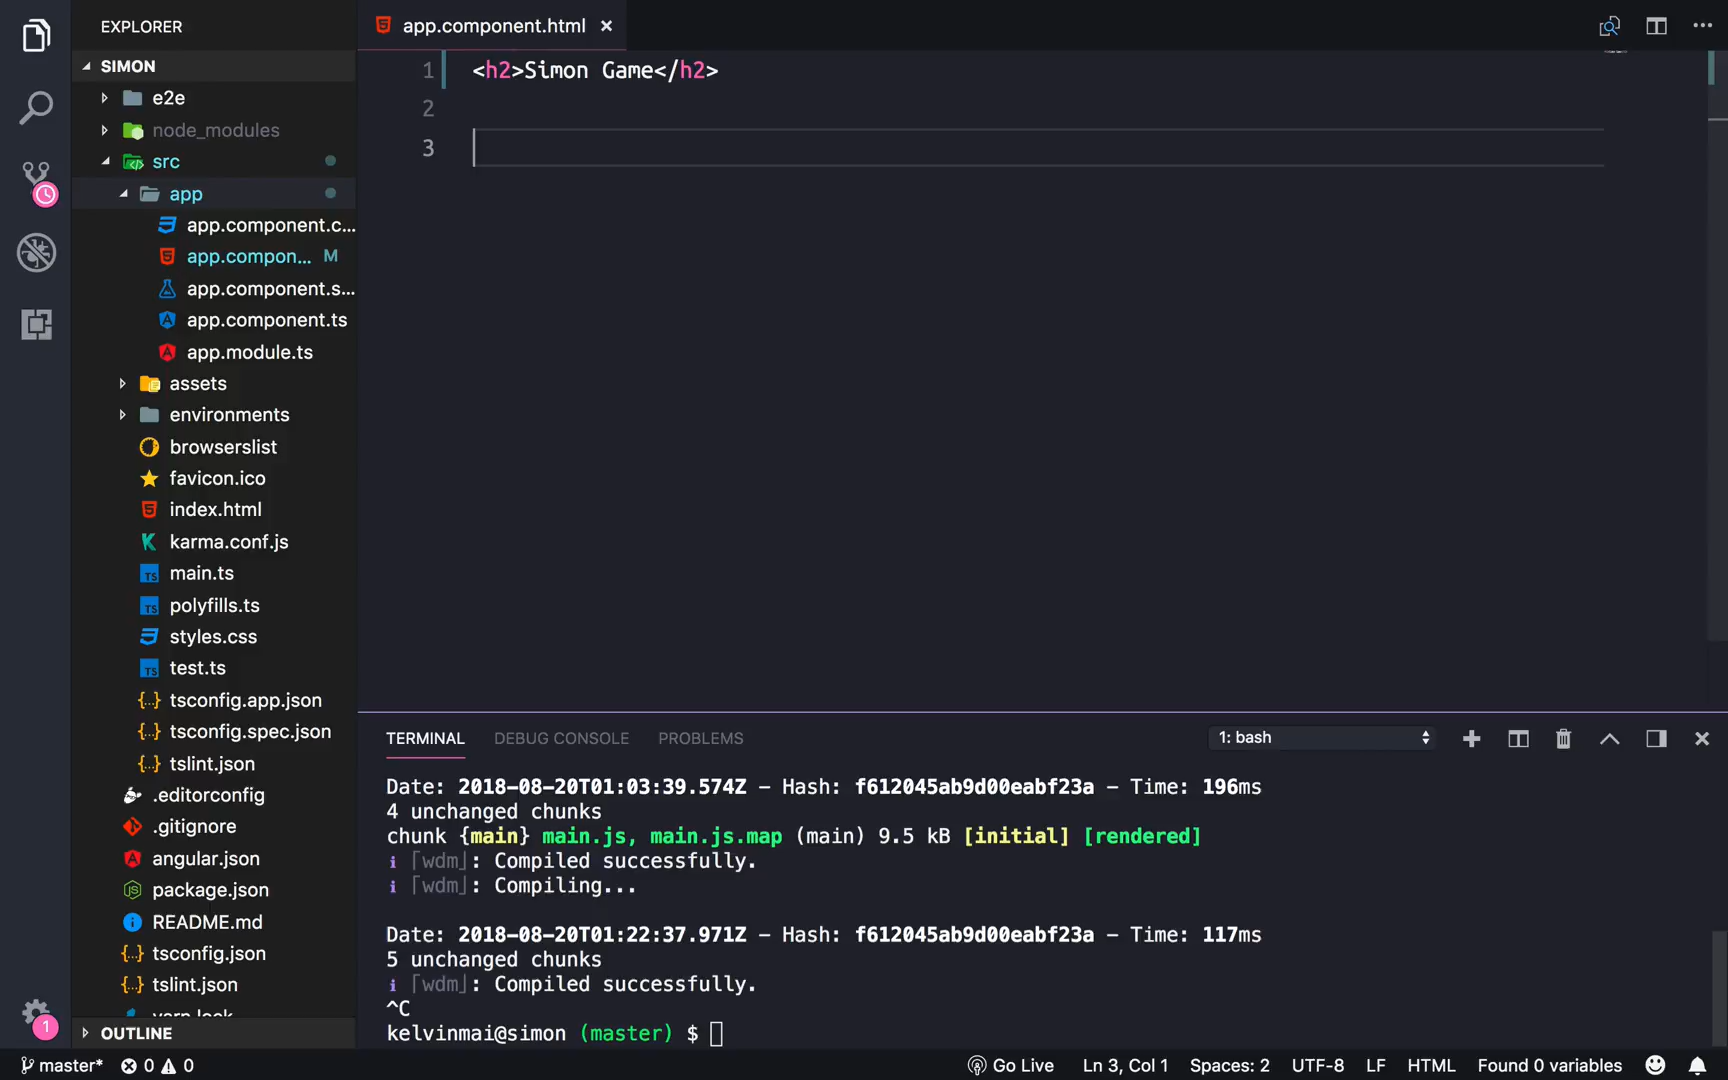 EXPLORER
SIMON
e2e
node_modules
src
app
app.component.c...
app.compon... M
app.component.s...
app.component.ts
app.module.ts
assets
environments
browserslist
favicon.ico
index.html
karma.conf.js
main.ts
polyfills.ts
styles.css
test.ts
tsconfig.app.json
tsconfig.spec.json
tslint.json
.editorconfig
.gitignore
angular.json
package.json
README.md
tsconfig.json
tslint.json
yarn.lock
OUTLINE
1
app.component.html
1 <h2>Simon Game</h2>
2
3
TERMINAL DEBUG CONSOLE PROBLEMS 1: bash
Date: 2018-08-20T01:03:39.574Z – Hash: f612045ab9d00eabf23a – Time: 196ms
4 unchanged chunks
chunk {main} main.js, main.js.map (main) 9.5 kB [initial] [rendered]
i ｢wdm｣: Compiled successfully.
i ｢wdm｣: Compiling...
Date: 2018-08-20T01:22:37.971Z – Hash: f612045ab9d00eabf23a – Time: 117ms
5 unchanged chunks
i ｢wdm｣: Compiled successfully.
^C
kelvinmai@simon (master) $
master* 0 0 Go Live Ln 3, Col 1 Spaces: 2 UTF-8 LF HTML Found 0 variables